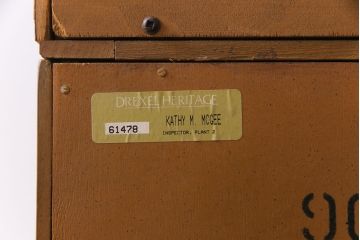 DREXEL HERITAGE
KATHY M. MCGEE
61478
INSPECTOR, PLANT 2